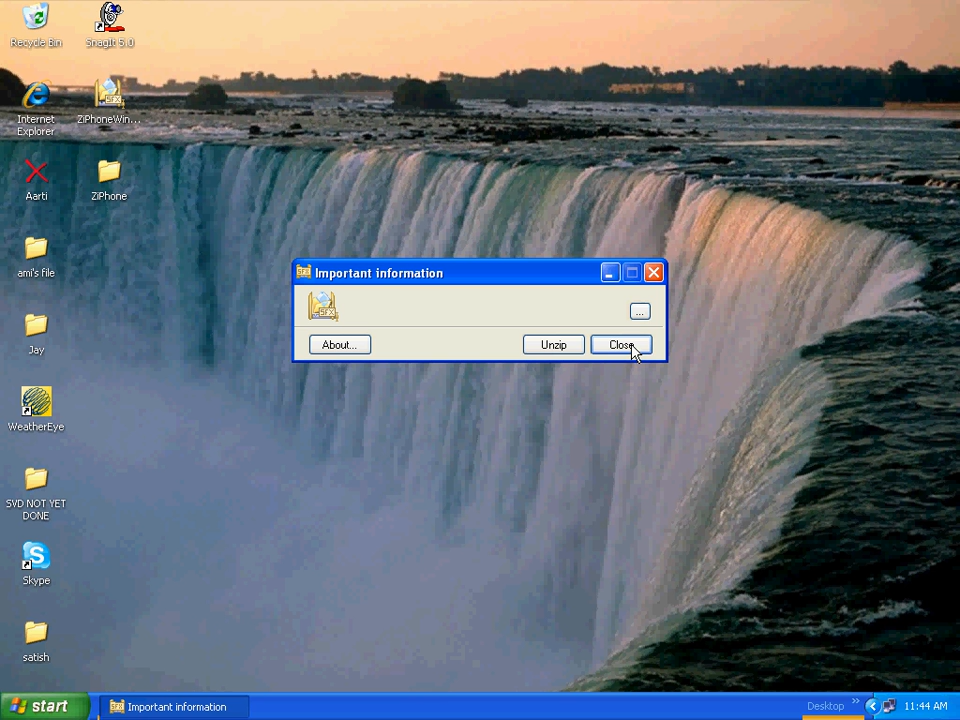 Recycle Bin
SnagIt 5.0
Internet
Explorer
ZiPhoneWin...
Aarti
ZiPhone
ami's file
Jay
WeatherEye
SVD NOT YET
DONE
Skype
satish
Important information
SFX
...
About...
Unzip
Close
start
Important information
Desktop
»
11:44 AM